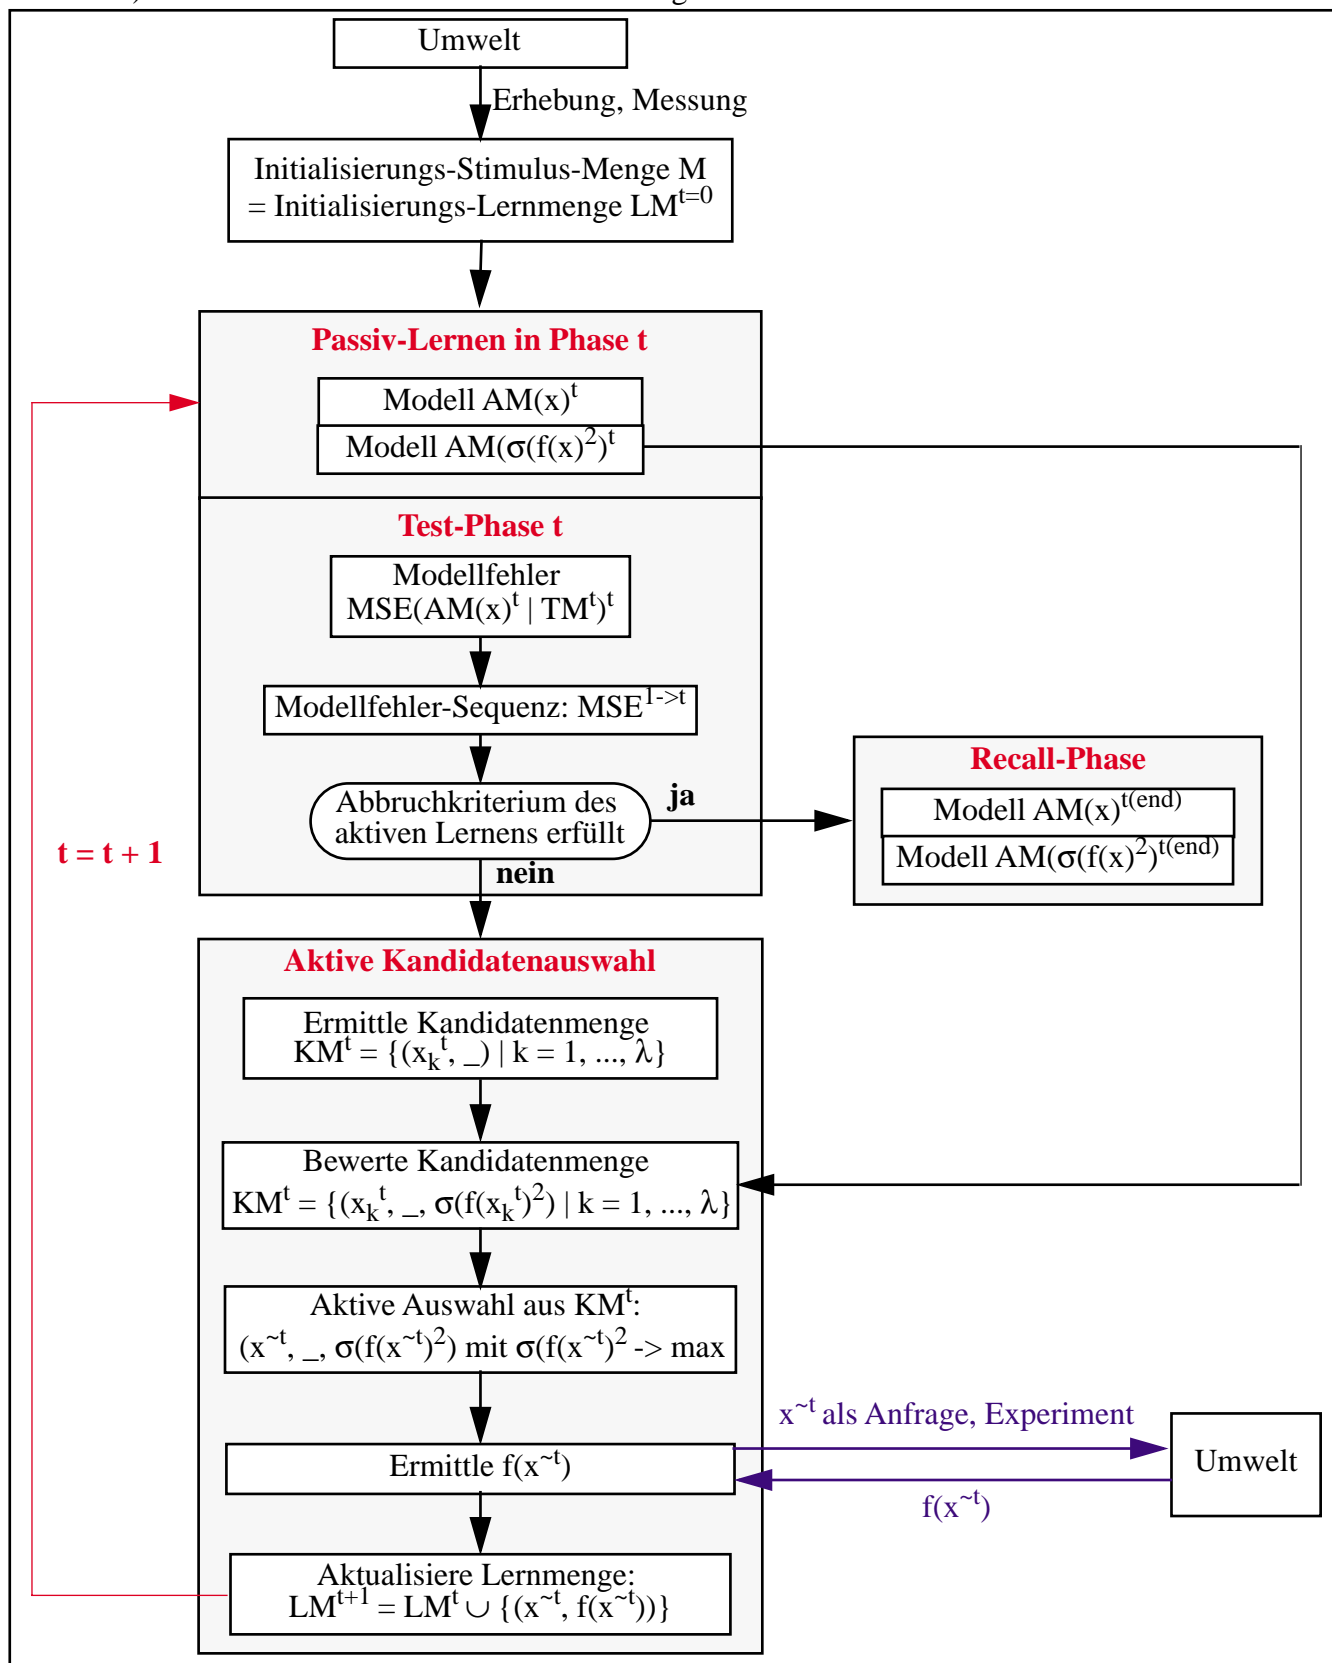 Umwelt
Erhebung, Messung
Initialisierungs-Stimulus-Menge M
= Initialisierungs-Lernmenge LM^t=0
Passiv-Lernen in Phase t
Modell AM(x)^t
Modell AM(σ(f(x)^2)^t
Test-Phase t
Modellfehler
MSE(AM(x)^t | TM^t)^t
Modellfehler-Sequenz: MSE^1->t
Abbruchkriterium des
aktiven Lernens erfüllt
ja
nein
Recall-Phase
Modell AM(x)^t(end)
Modell AM(σ(f(x)^2)^t(end)
t = t + 1
Aktive Kandidatenauswahl
Ermittle Kandidatenmenge
KM^t = {(x_k^t, _) | k = 1, ..., λ}
Bewerte Kandidatenmenge
KM^t = {(x_k^t, _, σ(f(x_k^t)^2) | k = 1, ..., λ}
Aktive Auswahl aus KM^t:
(x^~t, _, σ(f(x^~t)^2) mit σ(f(x^~t)^2 -> max
x^~t als Anfrage, Experiment
Ermittle f(x^~t)
Umwelt
f(x^~t)
Aktualisiere Lernmenge:
LM^t+1 = LM^t ∪ {(x^~t, f(x^~t))}